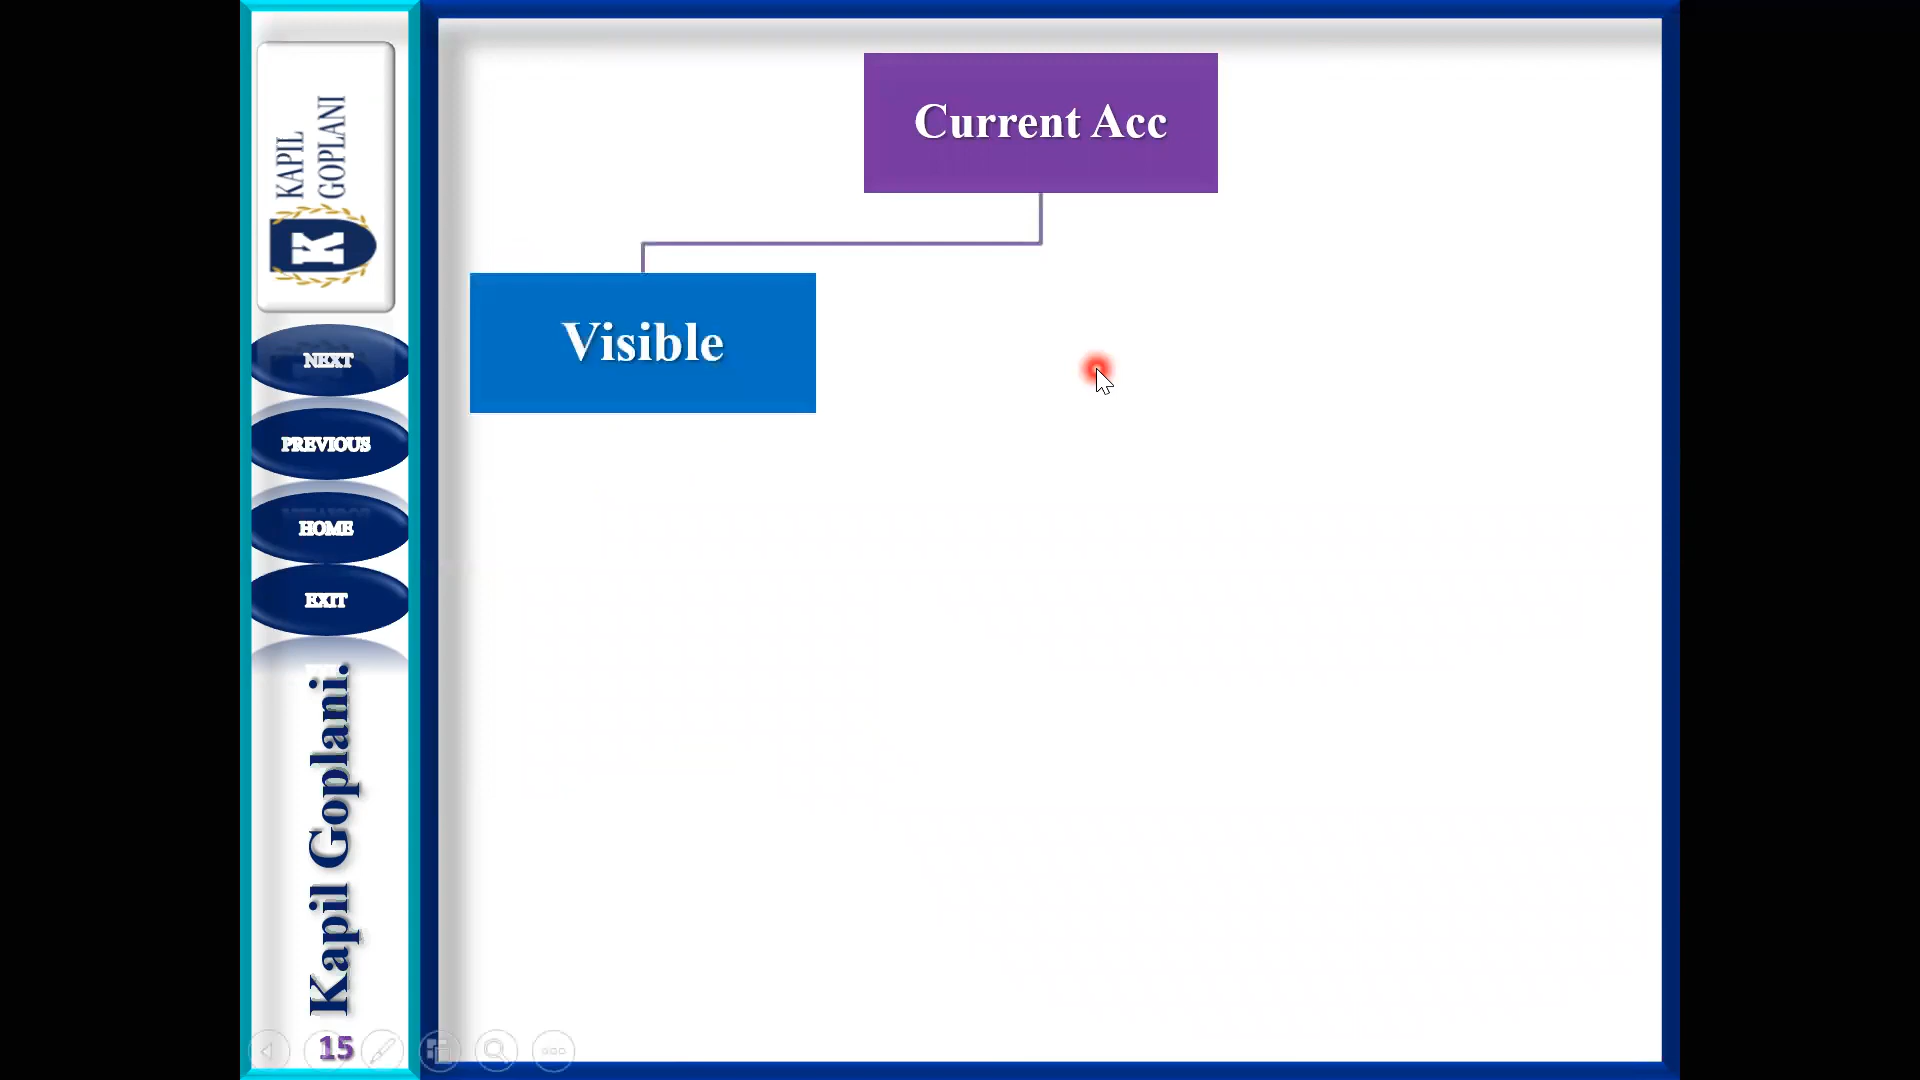 Current Acc
Visible
KAPIL
GOPLANI
K
NEXT
PREVIOUS
HOME
EXIT
Kapil Goplani.
15